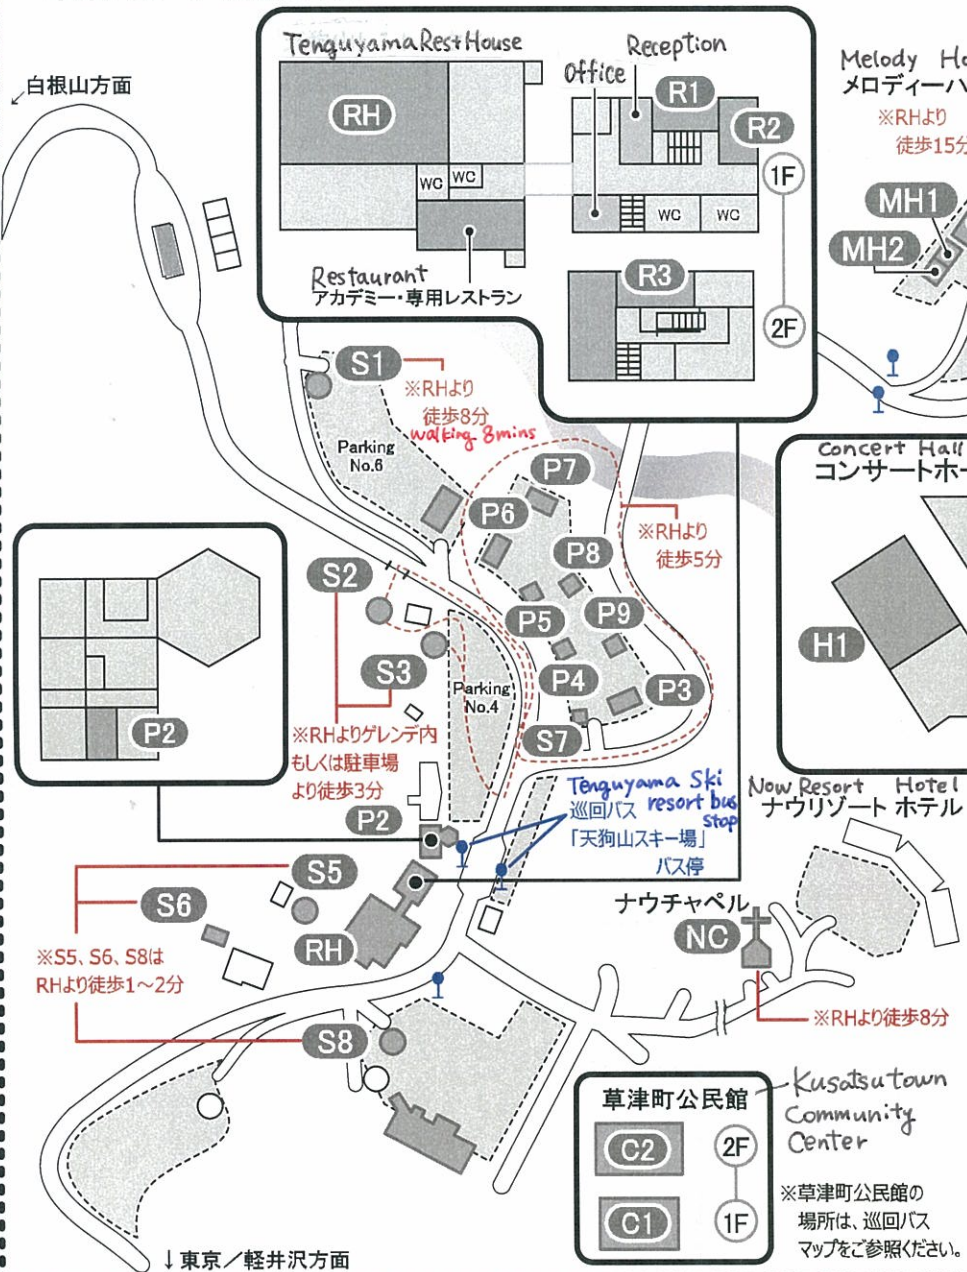 Tenguyama Rest House
Reception
Office
RH
R1
R2
WC
WC
1F
WC
WC
Restaurant
アカデミー・専用レストラン
R3
2F
白根山方面
Melody
メロディーハ
※RHより
徒歩15分
MH1
MH2
S1
※RHより
徒歩8分
walking 8mins
Parking
No.6
P7
P6
※RHより
徒歩5分
P8
P5
P9
P4
P3
S7
Concert Hall
コンサートホー
H1
S2
S3
Parking
No.4
※RHよりゲレンデ内
もしくは駐車場
より徒歩3分
P2
P2
Tenguyama Ski
resort bus
stop
巡回バス
「天狗山スキー場」
バス停
Now Resort Hotel
ナウリゾート ホテル
S5
S6
RH
※S5、S6、S8は
RHより徒歩1～2分
S8
ナウチャペル
NC
※RHより徒歩8分
草津町公民館
Kusatsu town
Community
Center
C2
2F
C1
1F
※草津町公民館の
場所は、巡回バス
マップをご参照ください。
↓東京／軽井沢方面